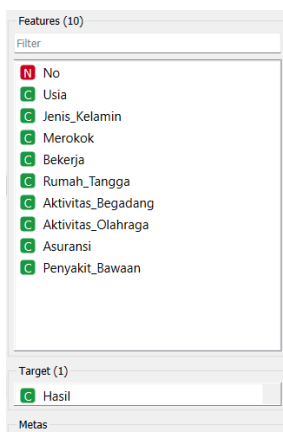 Features (10)
Filter
N No
C Usia
C Jenis_Kelamin
C Merokok
C Bekerja
C Rumah_Tangga
C Aktivitas_Begadang
C Aktivitas_Olahraga
C Asuransi
C Penyakit_Bawaan
Target (1)
C Hasil
Metas